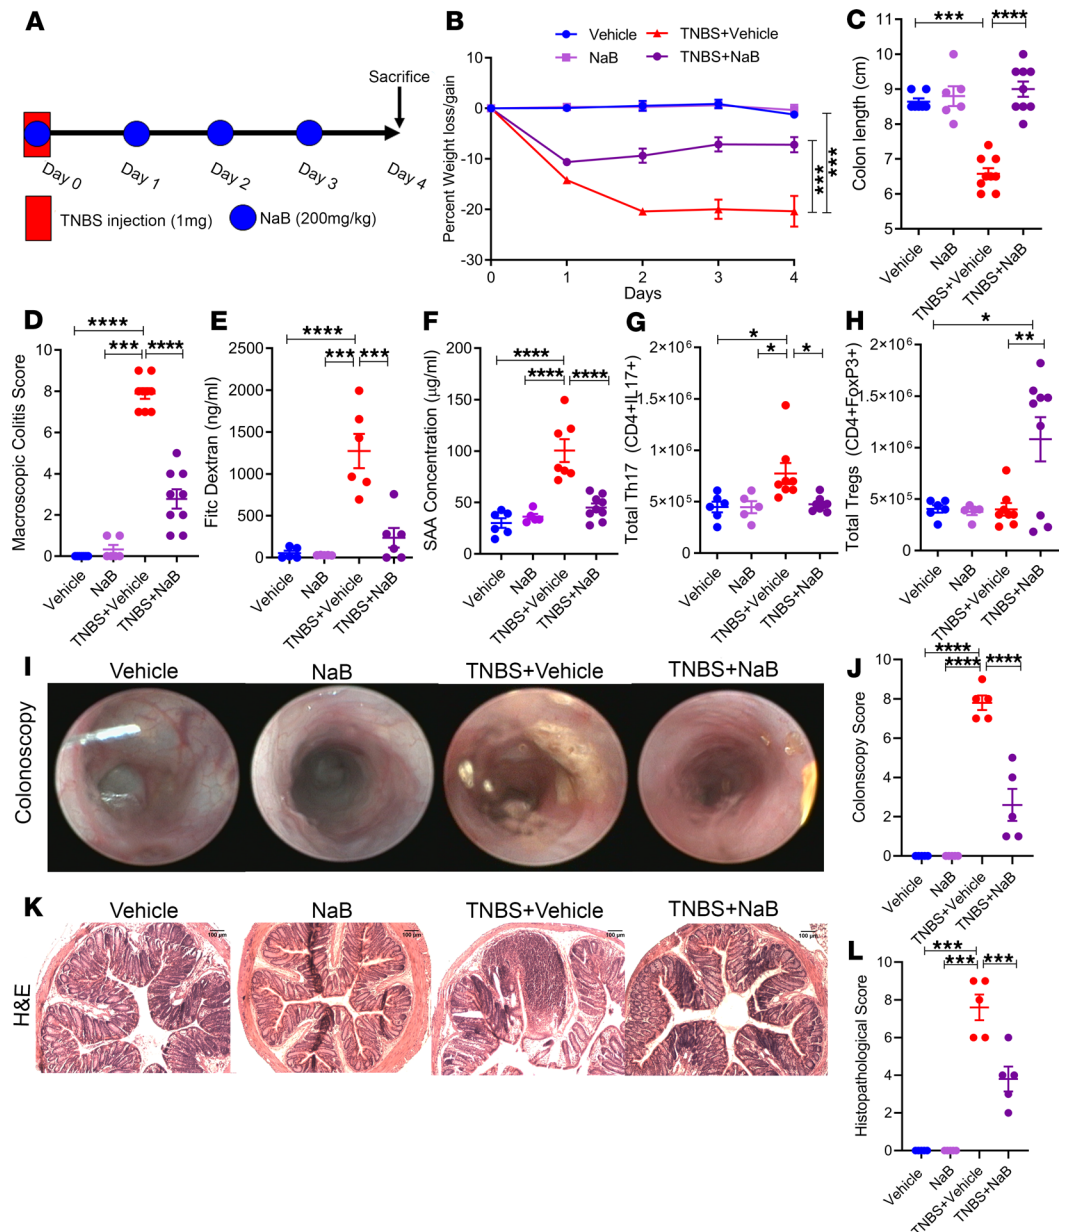 A
Sacrifice
Day 0
Day 1
Day 2
Day 3
Day 4
TNBS injection (1mg)
NaB (200mg/kg)
B
Vehicle
TNBS+Vehicle
NaB
TNBS+NaB
Percent Weight loss/gain
10
0
-10
-20
-30
0 1 2 3 4
Days
***
***
C
*** ****
Colon length (cm)
11
10
9
8
7
6
5
Vehicle
NaB
TNBS+Vehicle
TNBS+NaB
D
****
*** ****
Macroscopic Colitis Score
10
8
6
4
2
0
Vehicle
NaB
TNBS+Vehicle
TNBS+NaB
E
****
*** ***
Fitc Dextran (ng/ml)
2500
2000
1500
1000
500
0
Vehicle
NaB
TNBS+Vehicle
TNBS+NaB
F
****
**** ****
SAA Concentration (µg/ml)
200
150
100
50
0
Vehicle
NaB
TNBS+Vehicle
TNBS+NaB
G
*
* *
Total Th17 (CD4+IL17+)
2×10⁶
1.5×10⁶
1×10⁶
5×10⁵
0
Vehicle
NaB
TNBS+Vehicle
TNBS+NaB
H
*
**
Total Tregs (CD4+FoxP3+)
2×10⁶
1.5×10⁶
1×10⁶
5×10⁵
0
Vehicle
NaB
TNBS+Vehicle
TNBS+NaB
I
Vehicle
NaB
TNBS+Vehicle
TNBS+NaB
Colonoscopy
J
****
**** ****
Colonscopy Score
10
8
6
4
2
0
Vehicle
NaB
TNBS+Vehicle
TNBS+NaB
K
Vehicle
NaB
TNBS+Vehicle
TNBS+NaB
H&E
100 µm
100 µm
100 µm
100 µm
L
***
*** ***
Histopathological Score
10
8
6
4
2
0
Vehicle
NaB
TNBS+Vehicle
TNBS+NaB